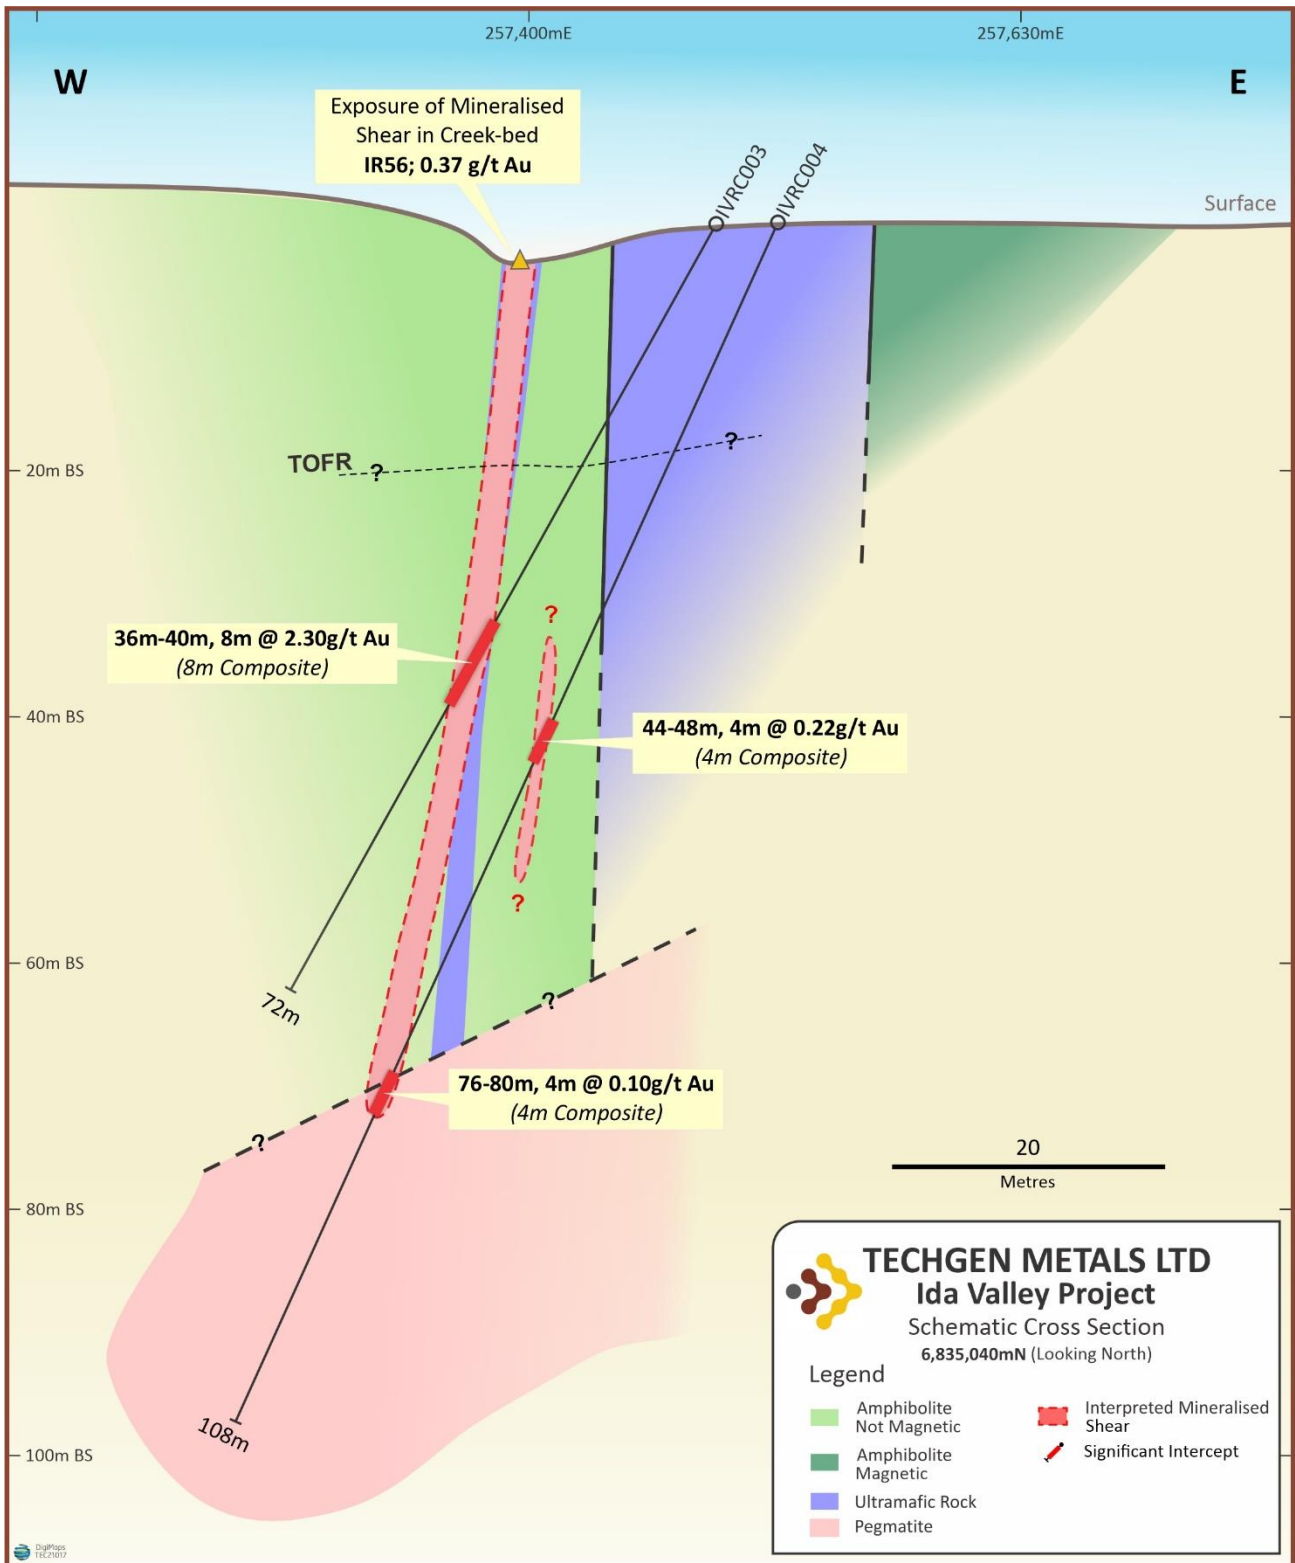 257,400mE
257,630mE
W
E
Exposure of Mineralised
Shear in Creek-bed
IR56; 0.37 g/t Au
IVRC003
IVRC004
Surface
TOFR
?
?
20m BS
?
36m-40m, 8m @ 2.30g/t Au
(8m Composite)
40m BS
44-48m, 4m @ 0.22g/t Au
(4m Composite)
?
60m BS
72m
?
76-80m, 4m @ 0.10g/t Au
(4m Composite)
?
20
Metres
80m BS
108m
100m BS
TECHGEN METALS LTD
Ida Valley Project
Schematic Cross Section
6,835,040mN (Looking North)
Legend
Amphibolite
Not Magnetic
Amphibolite
Magnetic
Ultramafic Rock
Pegmatite
Interpreted Mineralised
Shear
Significant Intercept
DigiMaps
TEC21017